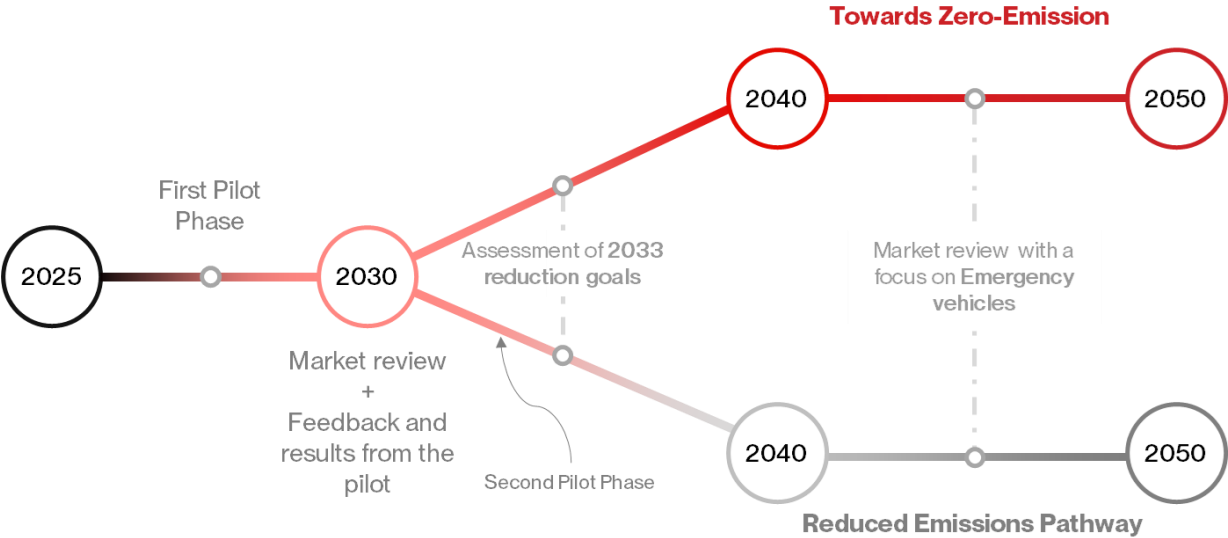 Towards Zero-Emission
2040
2050
First Pilot
Phase
2025
2030
Assessment of 2033
reduction goals
Market review with a
focus on Emergency
vehicles
Market review
+
Feedback and
results from the
pilot
Second Pilot Phase
2040
2050
Reduced Emissions Pathway